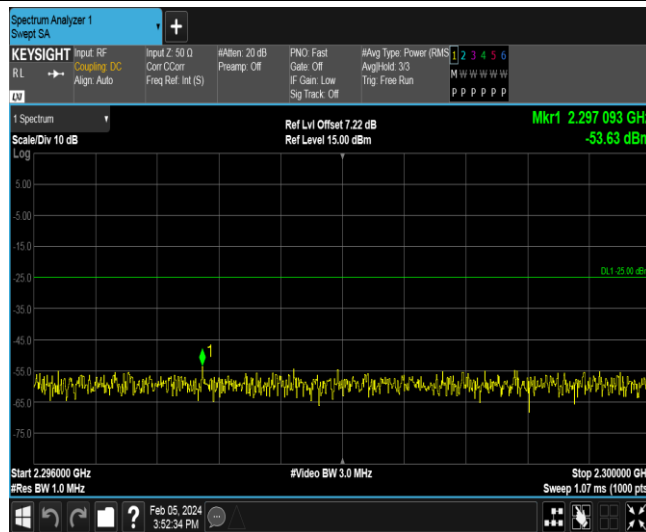 Spectrum Analyzer 1
Swept SA
KEYSIGHT
RL
LXI
Input: RF
Coupling: DC
Align: Auto
Input Z: 50 Ω
Corr CCorr
Freq Ref: Int (S)
#Atten: 20 dB
Preamp: Off
PNO: Fast
Gate: Off
IF Gain: Low
Sig Track: Off
#Avg Type: Power (RMS
Avg|Hold: 3/3
Trig: Free Run
1 2 3 4 5 6
M W W W W W
P P P P P P
1 Spectrum
Scale/Div 10 dB
Ref Lvl Offset 7.22 dB
Ref Level 15.00 dBm
Mkr1 2.297 093 GHz
-53.63 dBm
Log
5.00
-5.00
-15.0
-25.0
DL1 -25.00 dBm
-35.0
-45.0
1
-55.0
-65.0
-75.0
Start 2.296000 GHz
#Video BW 3.0 MHz
Stop 2.300000 GHz
#Res BW 1.0 MHz
Sweep 1.07 ms (1000 pts)
?
Feb 05, 2024
3:52:34 PM